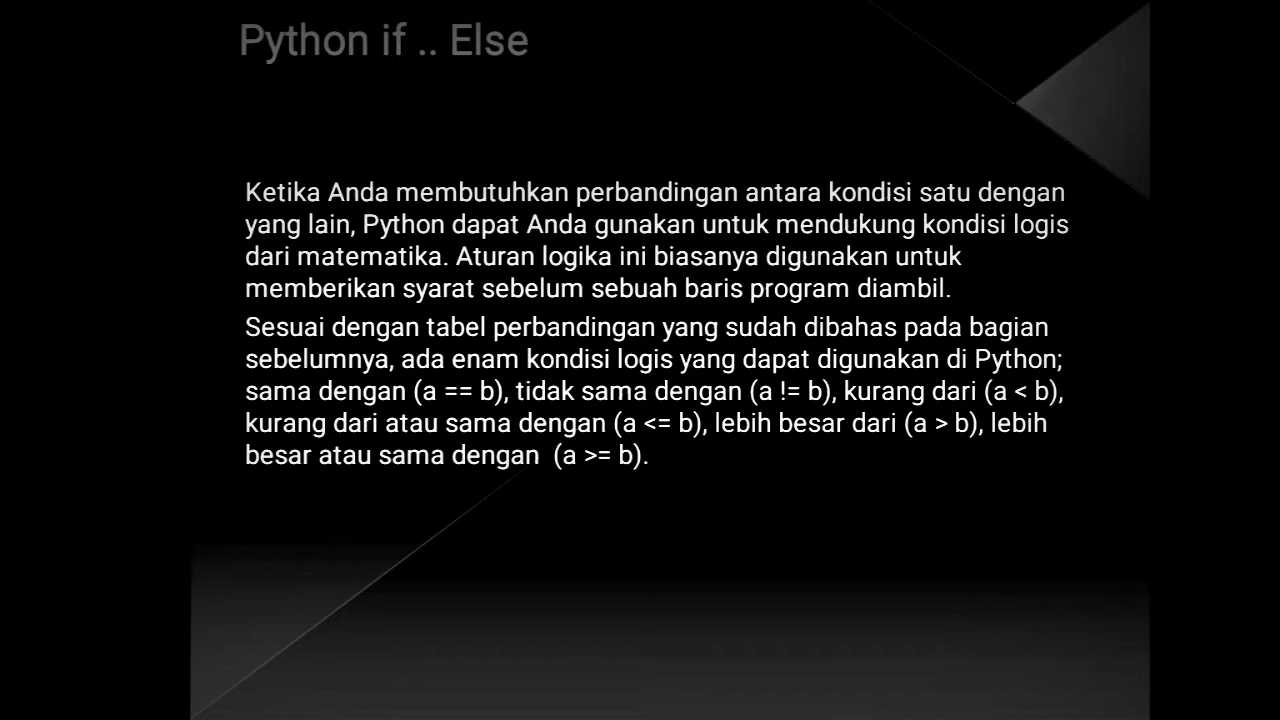 Python if .. Else
Ketika Anda membutuhkan perbandingan antara kondisi satu dengan
yang lain, Python dapat Anda gunakan untuk mendukung kondisi logis
dari matematika. Aturan logika ini biasanya digunakan untuk
memberikan syarat sebelum sebuah baris program diambil.
Sesuai dengan tabel perbandingan yang sudah dibahas pada bagian
sebelumnya, ada enam kondisi logis yang dapat digunakan di Python;
sama dengan (a == b), tidak sama dengan (a != b), kurang dari (a < b),
kurang dari atau sama dengan (a <= b), lebih besar dari (a > b), lebih
besar atau sama dengan  (a >= b).